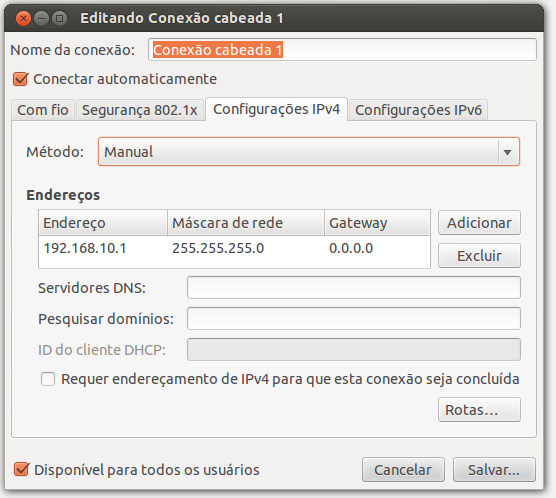 Editando Conexão cabeada 1
Nome da conexão: Conexão cabeada 1
Conectar automaticamente
Com fio Segurança 802.1x Configurações IPv4 Configurações IPv6
Método: Manual
Endereços
Endereço Máscara de rede Gateway Adicionar
192.168.10.1 255.255.255.0 0.0.0.0
Excluir
Servidores DNS:
Pesquisar domínios:
ID do cliente DHCP:
Requer endereçamento de IPv4 para que esta conexão seja concluída
Rotas...
Disponível para todos os usuários Cancelar Salvar...